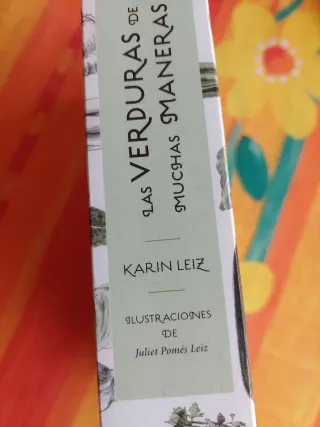 LAS VERDURAS DE
MUCHAS MANERAS
KARIN LEIZ
ILUSTRACIONES
DE
Juliet Pomés Leiz